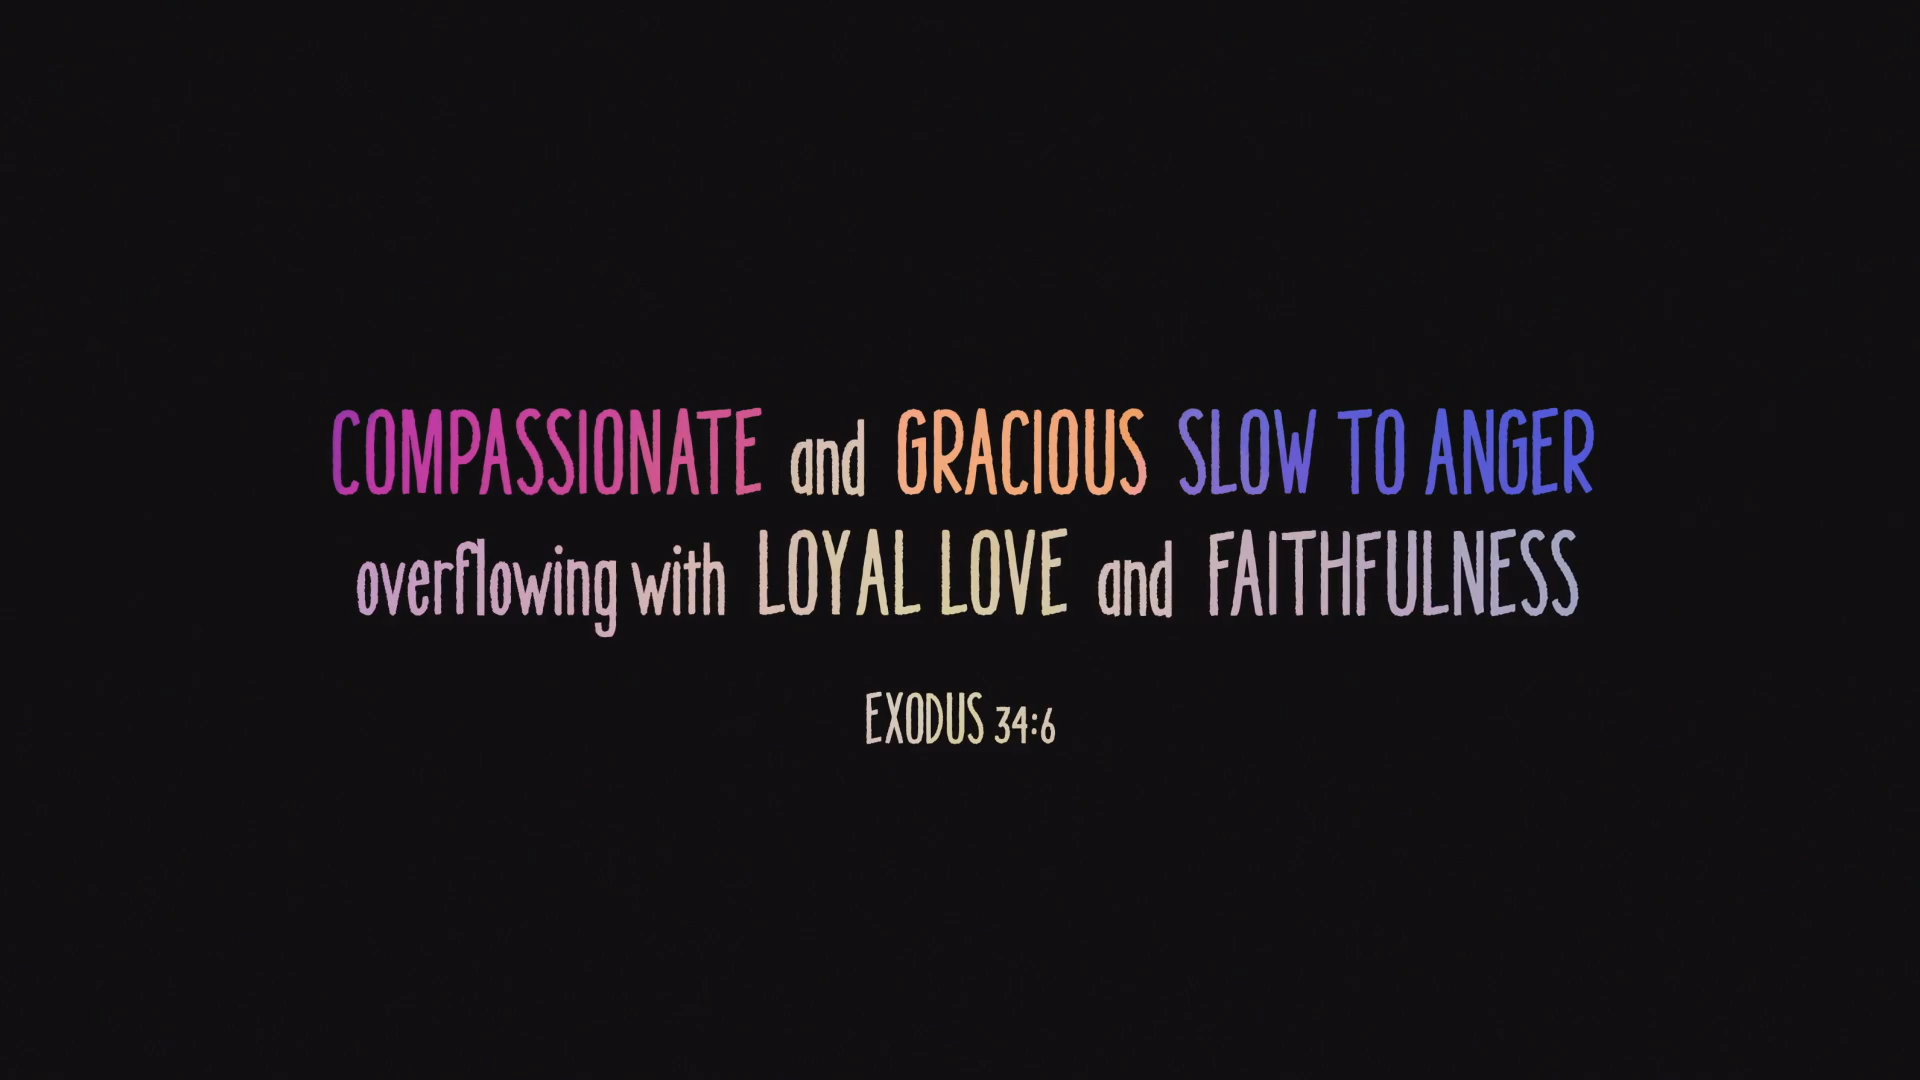 COMPASSIONATE and GRACIOUS SLOW TO ANGER
overflowing with LOYAL LOVE and FAITHFULNESS
EXODUS 34:6